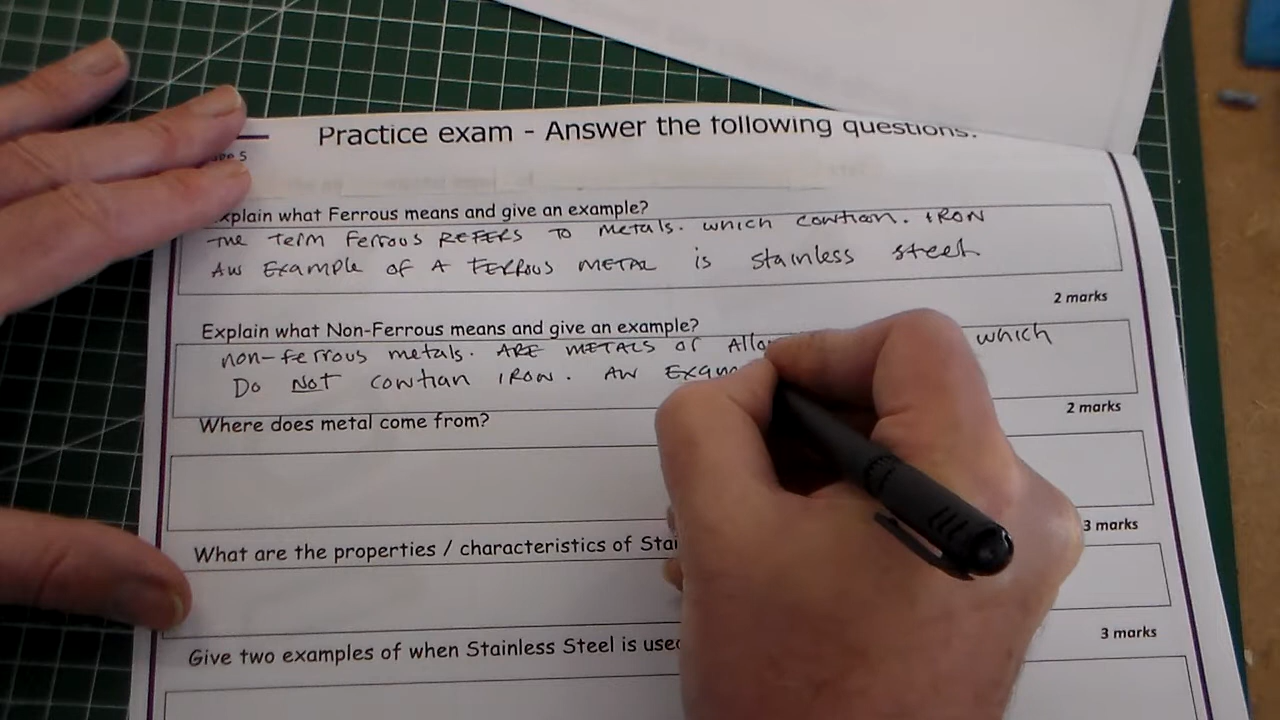 Practice exam - Answer the following questions.
5
Explain what Ferrous means and give an example?
The term Ferrous REFERS TO metals. which contian. IRON
AN Example OF A FERROUS METAL is stainless steel
2 marks
Explain what Non-Ferrous means and give an example?
non-ferrous metals. ARE METALS or Allo which
Do Not contian IRON. AN Exam
2 marks
Where does metal come from?
3 marks
What are the properties / characteristics of Stai
3 marks
Give two examples of when Stainless Steel is used